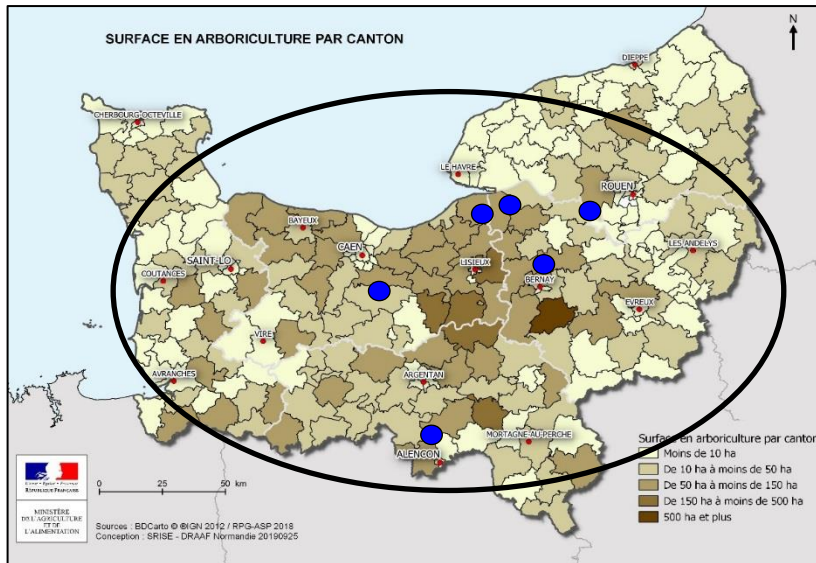 SURFACE EN ARBORICULTURE PAR CANTON
N
DIEPPE
CHERBOURG-OCTEVILLE
LE HAVRE
ROUEN
BAYEUX
CAEN
LES ANDELYS
SAINT-LO
LISIEUX
COUTANCES
BERNAY
EVREUX
VIRE
AVRANCHES
ARGENTAN
MORTAGNE-AU-PERCHE
ALENCON
Surface en arboriculture par canton
Moins de 10 ha
De 10 ha à moins de 50 ha
De 50 ha à moins de 150 ha
De 150 ha à moins de 500 ha
500 ha et plus
Liberté • Égalité • Fraternité
RÉPUBLIQUE FRANÇAISE
MINISTÈRE
DE L'AGRICULTURE
ET DE
L'ALIMENTATION
0 25 50
km
Sources : BDCarto © ®IGN 2012 / RPG-ASP 2018
Conception : SRISE - DRAAF Normandie 20190925